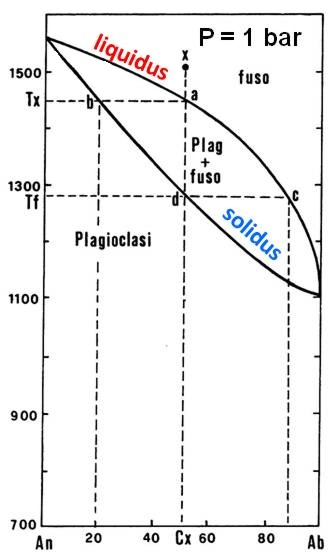 P = 1 bar
liquidus
x
fuso
1500
Tx
b
a
Plag
+
fuso
1300
Tf
d
c
Plagioclasi
solidus
1100
900
700
An
20
40
Cx
60
80
Ab